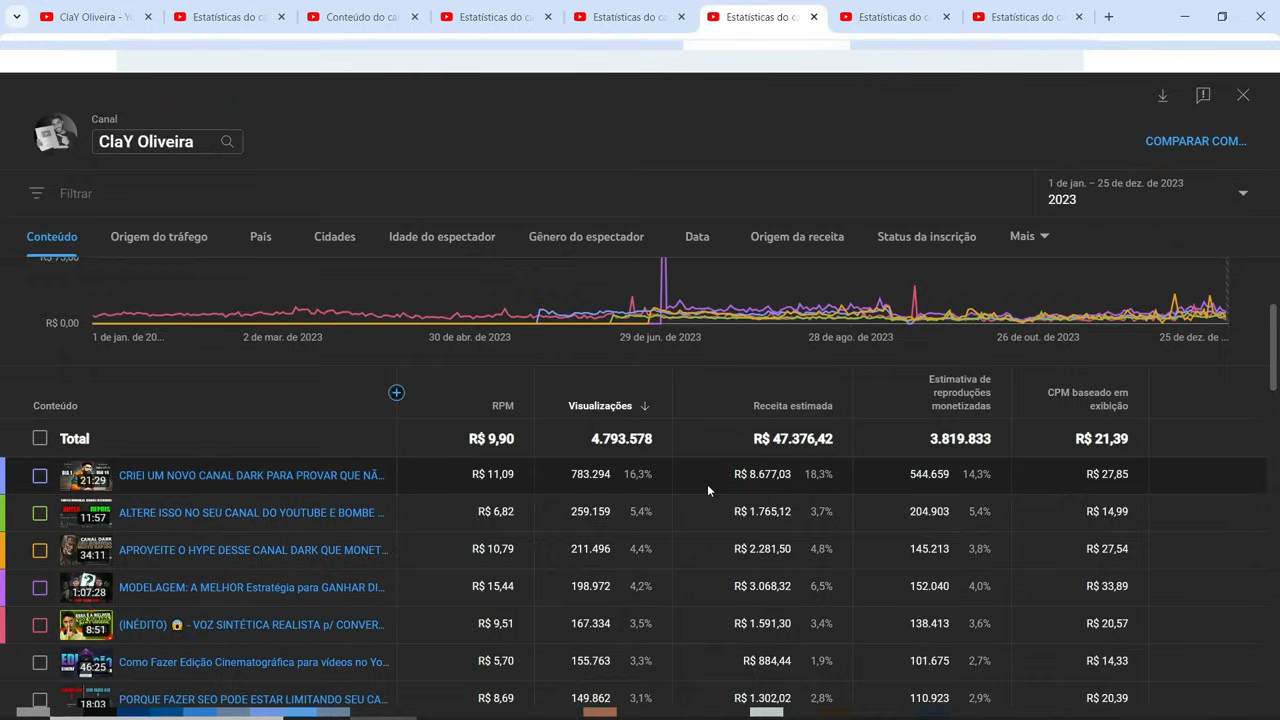 ClaY Oliveira - Yo
Estatísticas do ca
Conteúdo do cana
Estatísticas do ca
Estatísticas do ca
Estatísticas do ca
Estatísticas do ca
Estatísticas do ca
Canal
ClaY Oliveira
COMPARAR COM...
Filtrar
1 de jan. – 25 de dez. de 2023
2023
Conteúdo Origem do tráfego País Cidades Idade do espectador Gênero do espectador Data Origem da receita Status da inscrição Mais
R$ 75,00
R$ 0,00
1 de jan. de 20... 2 de mar. de 2023 30 de abr. de 2023 29 de jun. de 2023 28 de ago. de 2023 26 de out. de 2023 25 de dez. de ...
Conteúdo RPM Visualizações Receita estimada Estimativa de reproduções monetizadas CPM baseado em exibição
Total R$ 9,90 4.793.578 R$ 47.376,42 3.819.833 R$ 21,39
21:29 CRIEI UM NOVO CANAL DARK PARA PROVAR QUE NÃ... R$ 11,09 783.294 16,3% R$ 8.677,03 18,3% 544.659 14,3% R$ 27,85
11:57 ALTERE ISSO NO SEU CANAL DO YOUTUBE E BOMBE ... R$ 6,82 259.159 5,4% R$ 1.765,12 3,7% 204.903 5,4% R$ 14,99
34:11 APROVEITE O HYPE DESSE CANAL DARK QUE MONET... R$ 10,79 211.496 4,4% R$ 2.281,50 4,8% 145.213 3,8% R$ 27,54
1:07:28 MODELAGEM: A MELHOR Estratégia para GANHAR DI... R$ 15,44 198.972 4,2% R$ 3.063,32 6,5% 152.040 4,0% R$ 33,89
8:51 (INÉDITO) 😱 - VOZ SINTÉTICA REALISTA p/ CONVER... R$ 9,51 167.334 3,5% R$ 1.591,30 3,4% 138.413 3,6% R$ 20,57
46:25 Como Fazer Edição Cinematográfica para vídeos no Yo... R$ 5,70 155.763 3,3% R$ 884,44 1,9% 101.675 2,7% R$ 14,33
18:03 PORQUE FAZER SEO PODE ESTAR LIMITANDO SEU CA... R$ 8,69 149.862 3,1% R$ 1.302,02 2,8% 110.923 2,9% R$ 20,39